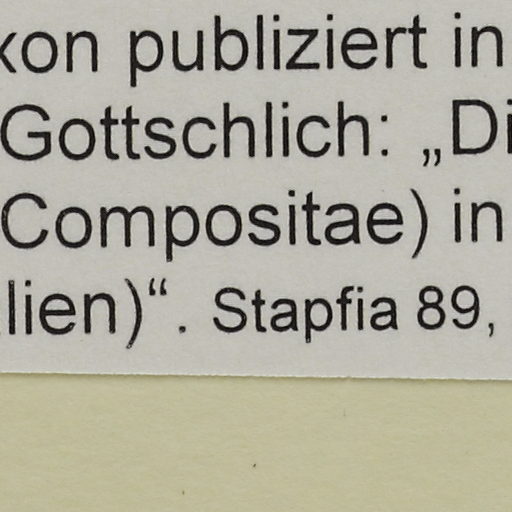 xon publiziert in
Gottschlich: „Di
Compositae) in
lien)“. Stapfia 89,